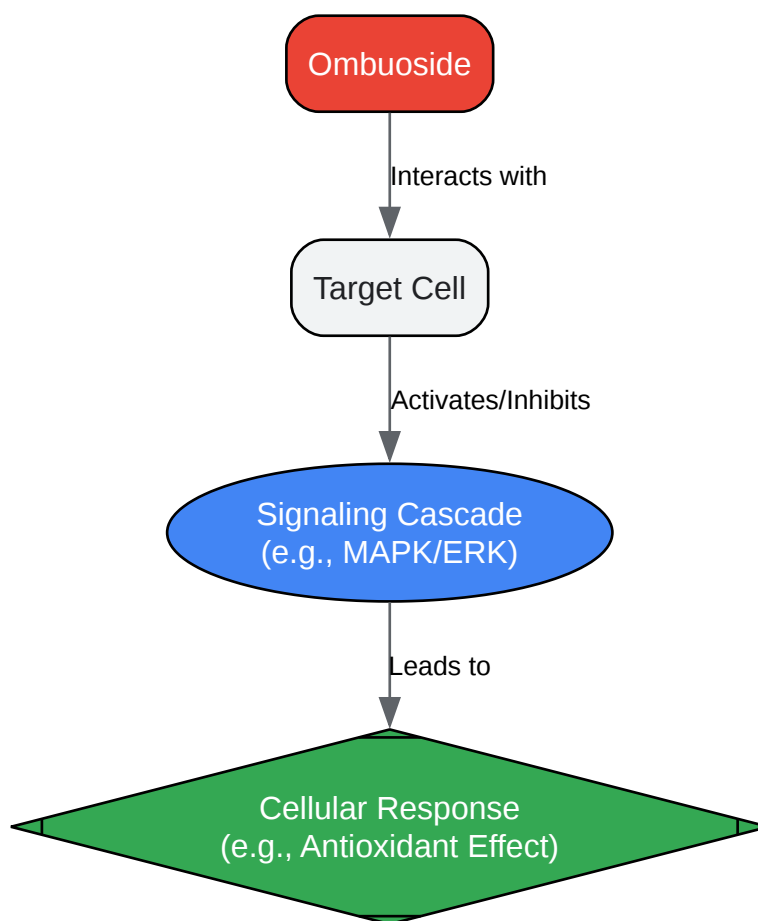 Ombuoside
Interacts with
Target Cell
Activates/Inhibits
Signaling Cascade
(e.g., MAPK/ERK)
Leads to
Cellular Response
(e.g., Antioxidant Effect)